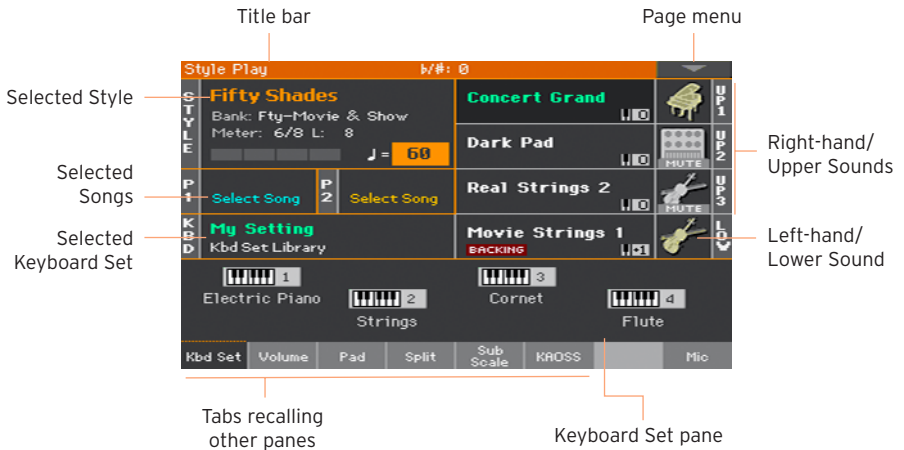 Title bar
Page menu
Style Play
♭/#: 0
Selected Style
STYLE
Fifty Shades
Bank: Fty-Movie & Show
Meter: 6/8 L: 8
♩= 60
Concert Grand
0
UP1
Dark Pad
0
MUTE
UP2
Right-hand/
Upper Sounds
Selected
Songs
P1
Select Song
P2
Select Song
Real Strings 2
0
MUTE
UP3
Selected
Keyboard Set
KBD
My Setting
Kbd Set Library
Movie Strings 1
BACKING
+1
LOW
Left-hand/
Lower Sound
1
Electric Piano
2
Strings
3
Cornet
4
Flute
Kbd Set
Volume
Pad
Split
Sub
Scale
KAOSS
Mic
Tabs recalling
other panes
Keyboard Set pane